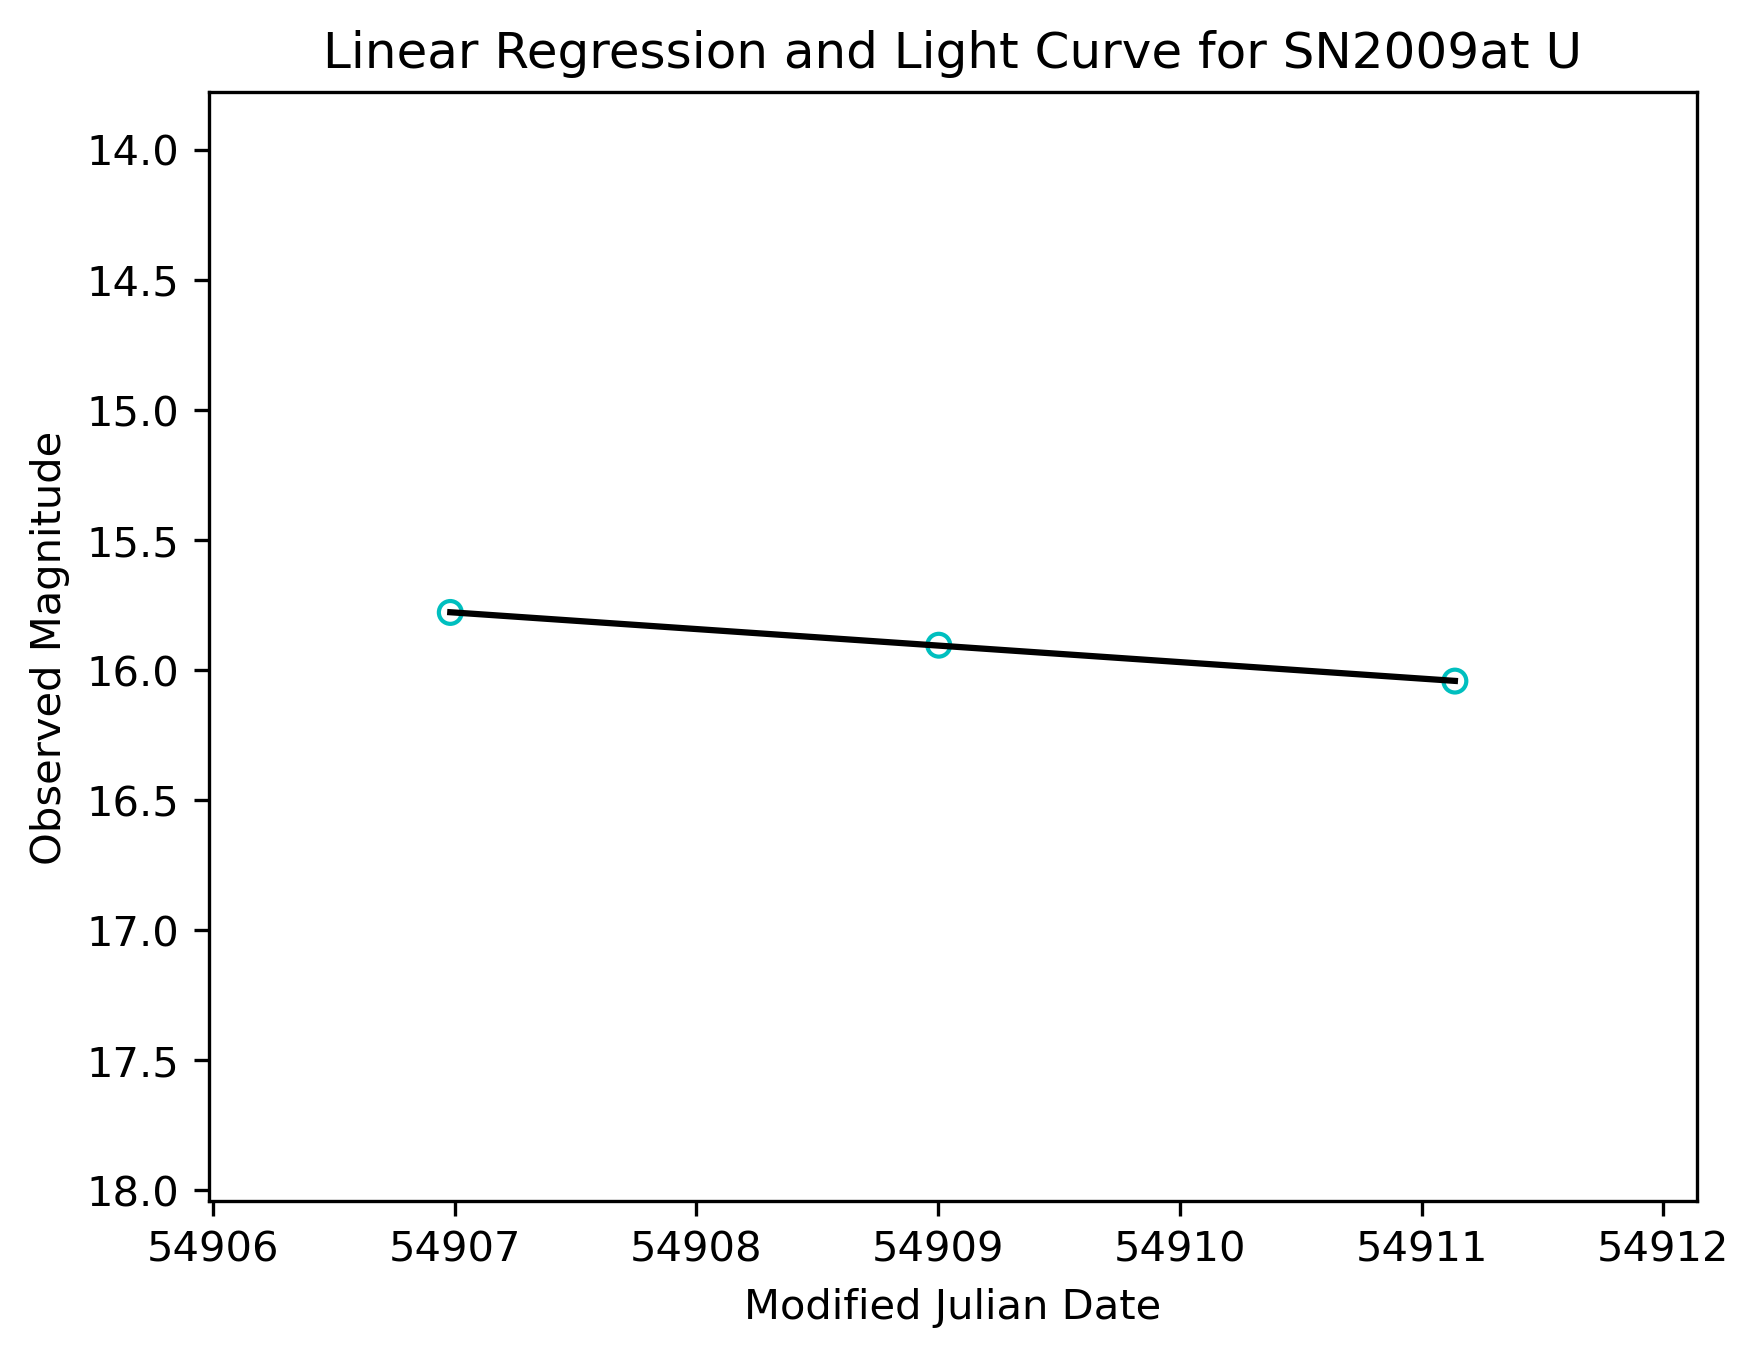 Linear Regression and Light Curve for SN2009at U
14.0
14.5
15.0
15.5
16.0
16.5
17.0
17.5
18.0
Observed Magnitude
54906 54907 54908 54909 54910 54911 54912
Modified Julian Date